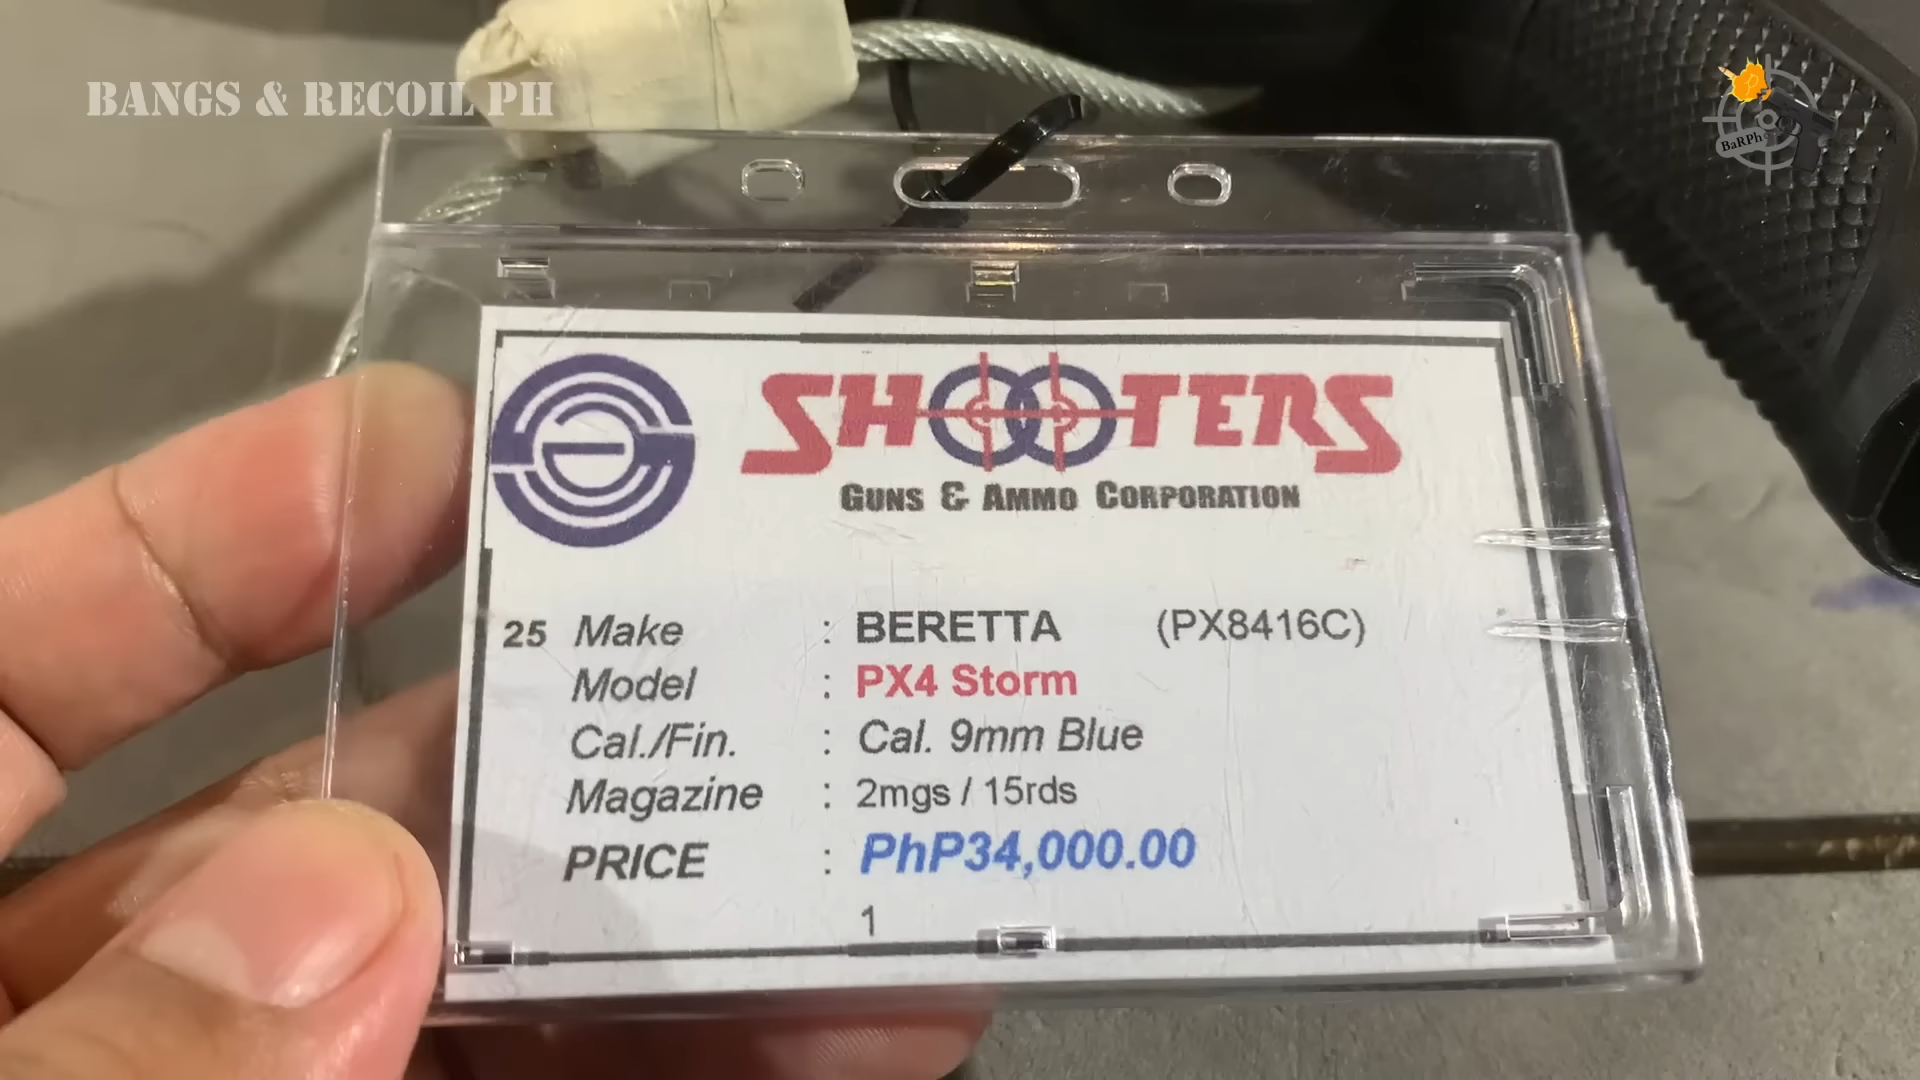 BANGS & RECOIL PH
BaRPh
SHOOTERS
GUNS & AMMO CORPORATION
25 Make : BERETTA (PX8416C)
Model : PX4 Storm
Cal./Fin. : Cal. 9mm Blue
Magazine : 2mgs / 15rds
PRICE : PhP34,000.00
1